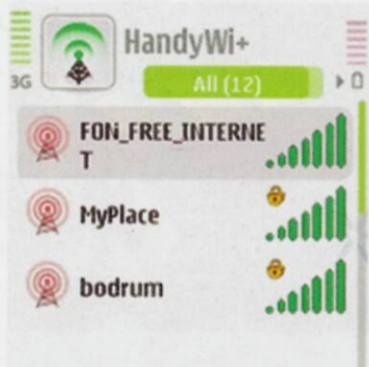 HandyWi+
3G
All (12)
FON_FREE_INTERNE
T
MyPlace
bodrum